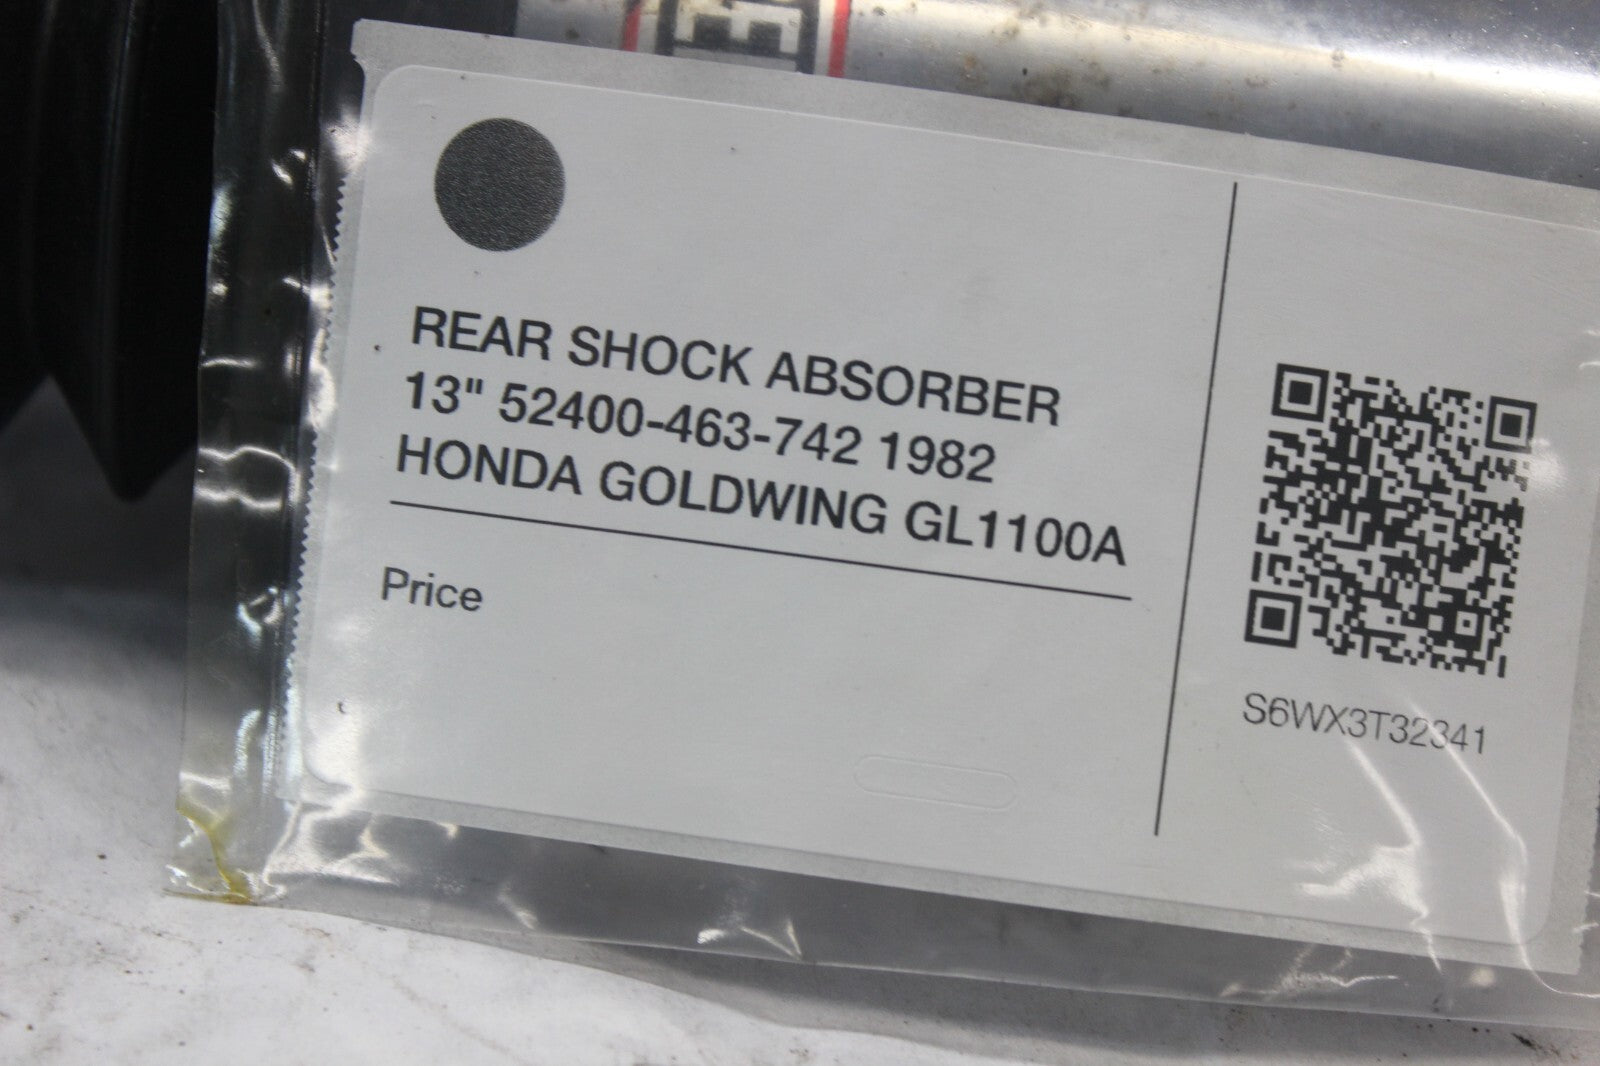 REAR SHOCK ABSORBER
13" 52400-463-742 1982
HONDA GOLDWING GL1100A
Price
S6WX3T32341